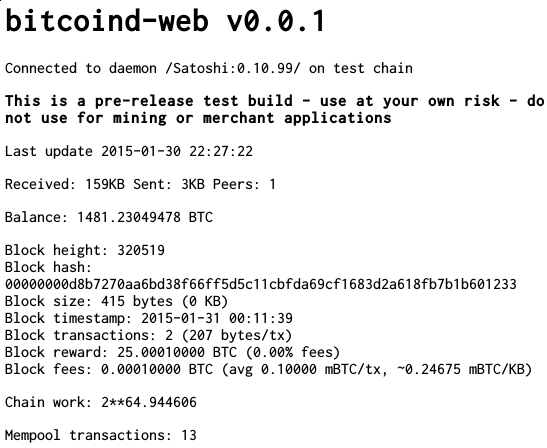 bitcoind-web v0.0.1
Connected to daemon /Satoshi:0.10.99/ on test chain
This is a pre-release test build - use at your own risk - do
not use for mining or merchant applications
Last update 2015-01-30 22:27:22
Received: 159KB Sent: 3KB Peers: 1
Balance: 1481.23049478 BTC
Block height: 320519
Block hash:
00000000d8b7270aa6bd38f66ff5d5c11cbfda69cf1683d2a618fb7b1b601233
Block size: 415 bytes (0 KB)
Block timestamp: 2015-01-31 00:11:39
Block transactions: 2 (207 bytes/tx)
Block reward: 25.00010000 BTC (0.00% fees)
Block fees: 0.00010000 BTC (avg 0.10000 mBTC/tx, ~0.24675 mBTC/KB)
Chain work: 2**64.944606
Mempool transactions: 13